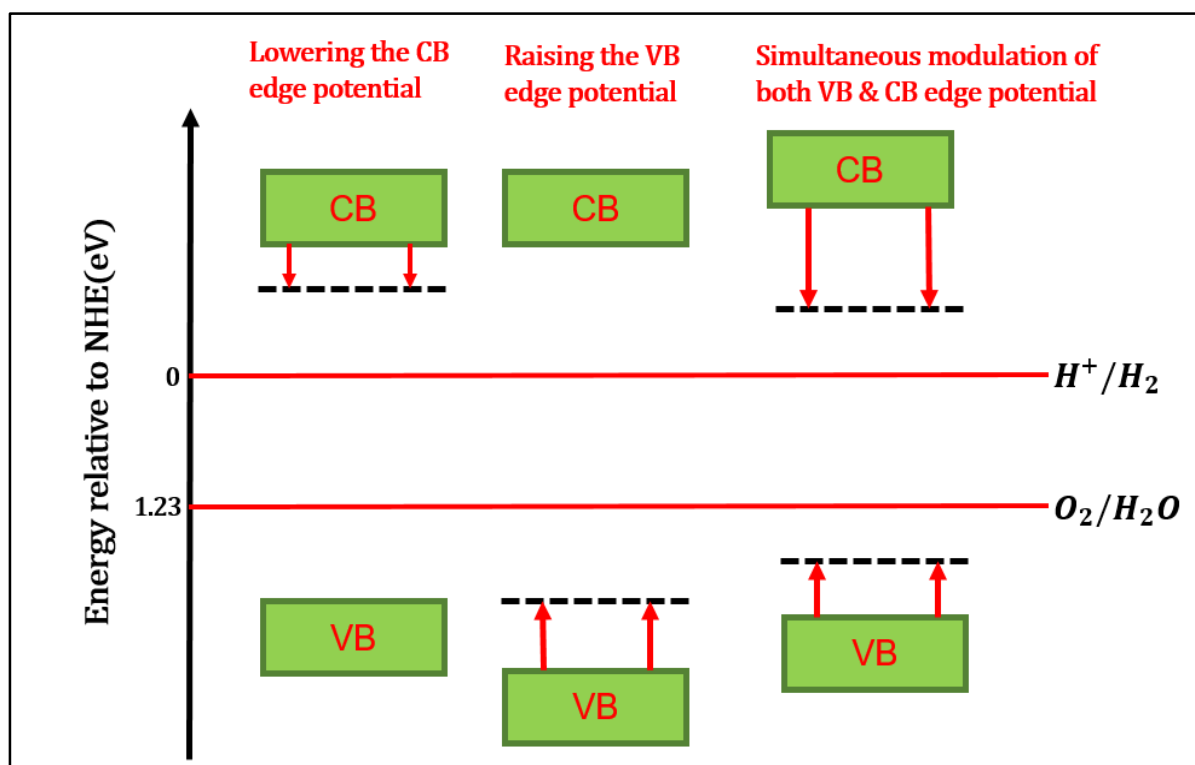 Lowering the CB
edge potential
Raising the VB
edge potential
Simultaneous modulation of
both VB & CB edge potential
CB
CB
CB
Energy relative to NHE(eV)
0
H⁺/H₂
1.23
O₂/H₂O
VB
VB
VB